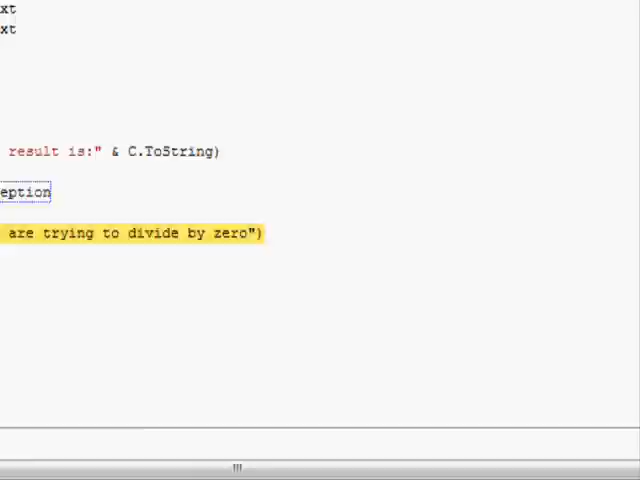 xt
xt
result is:" & C.ToString)
eption
are trying to divide by zero")